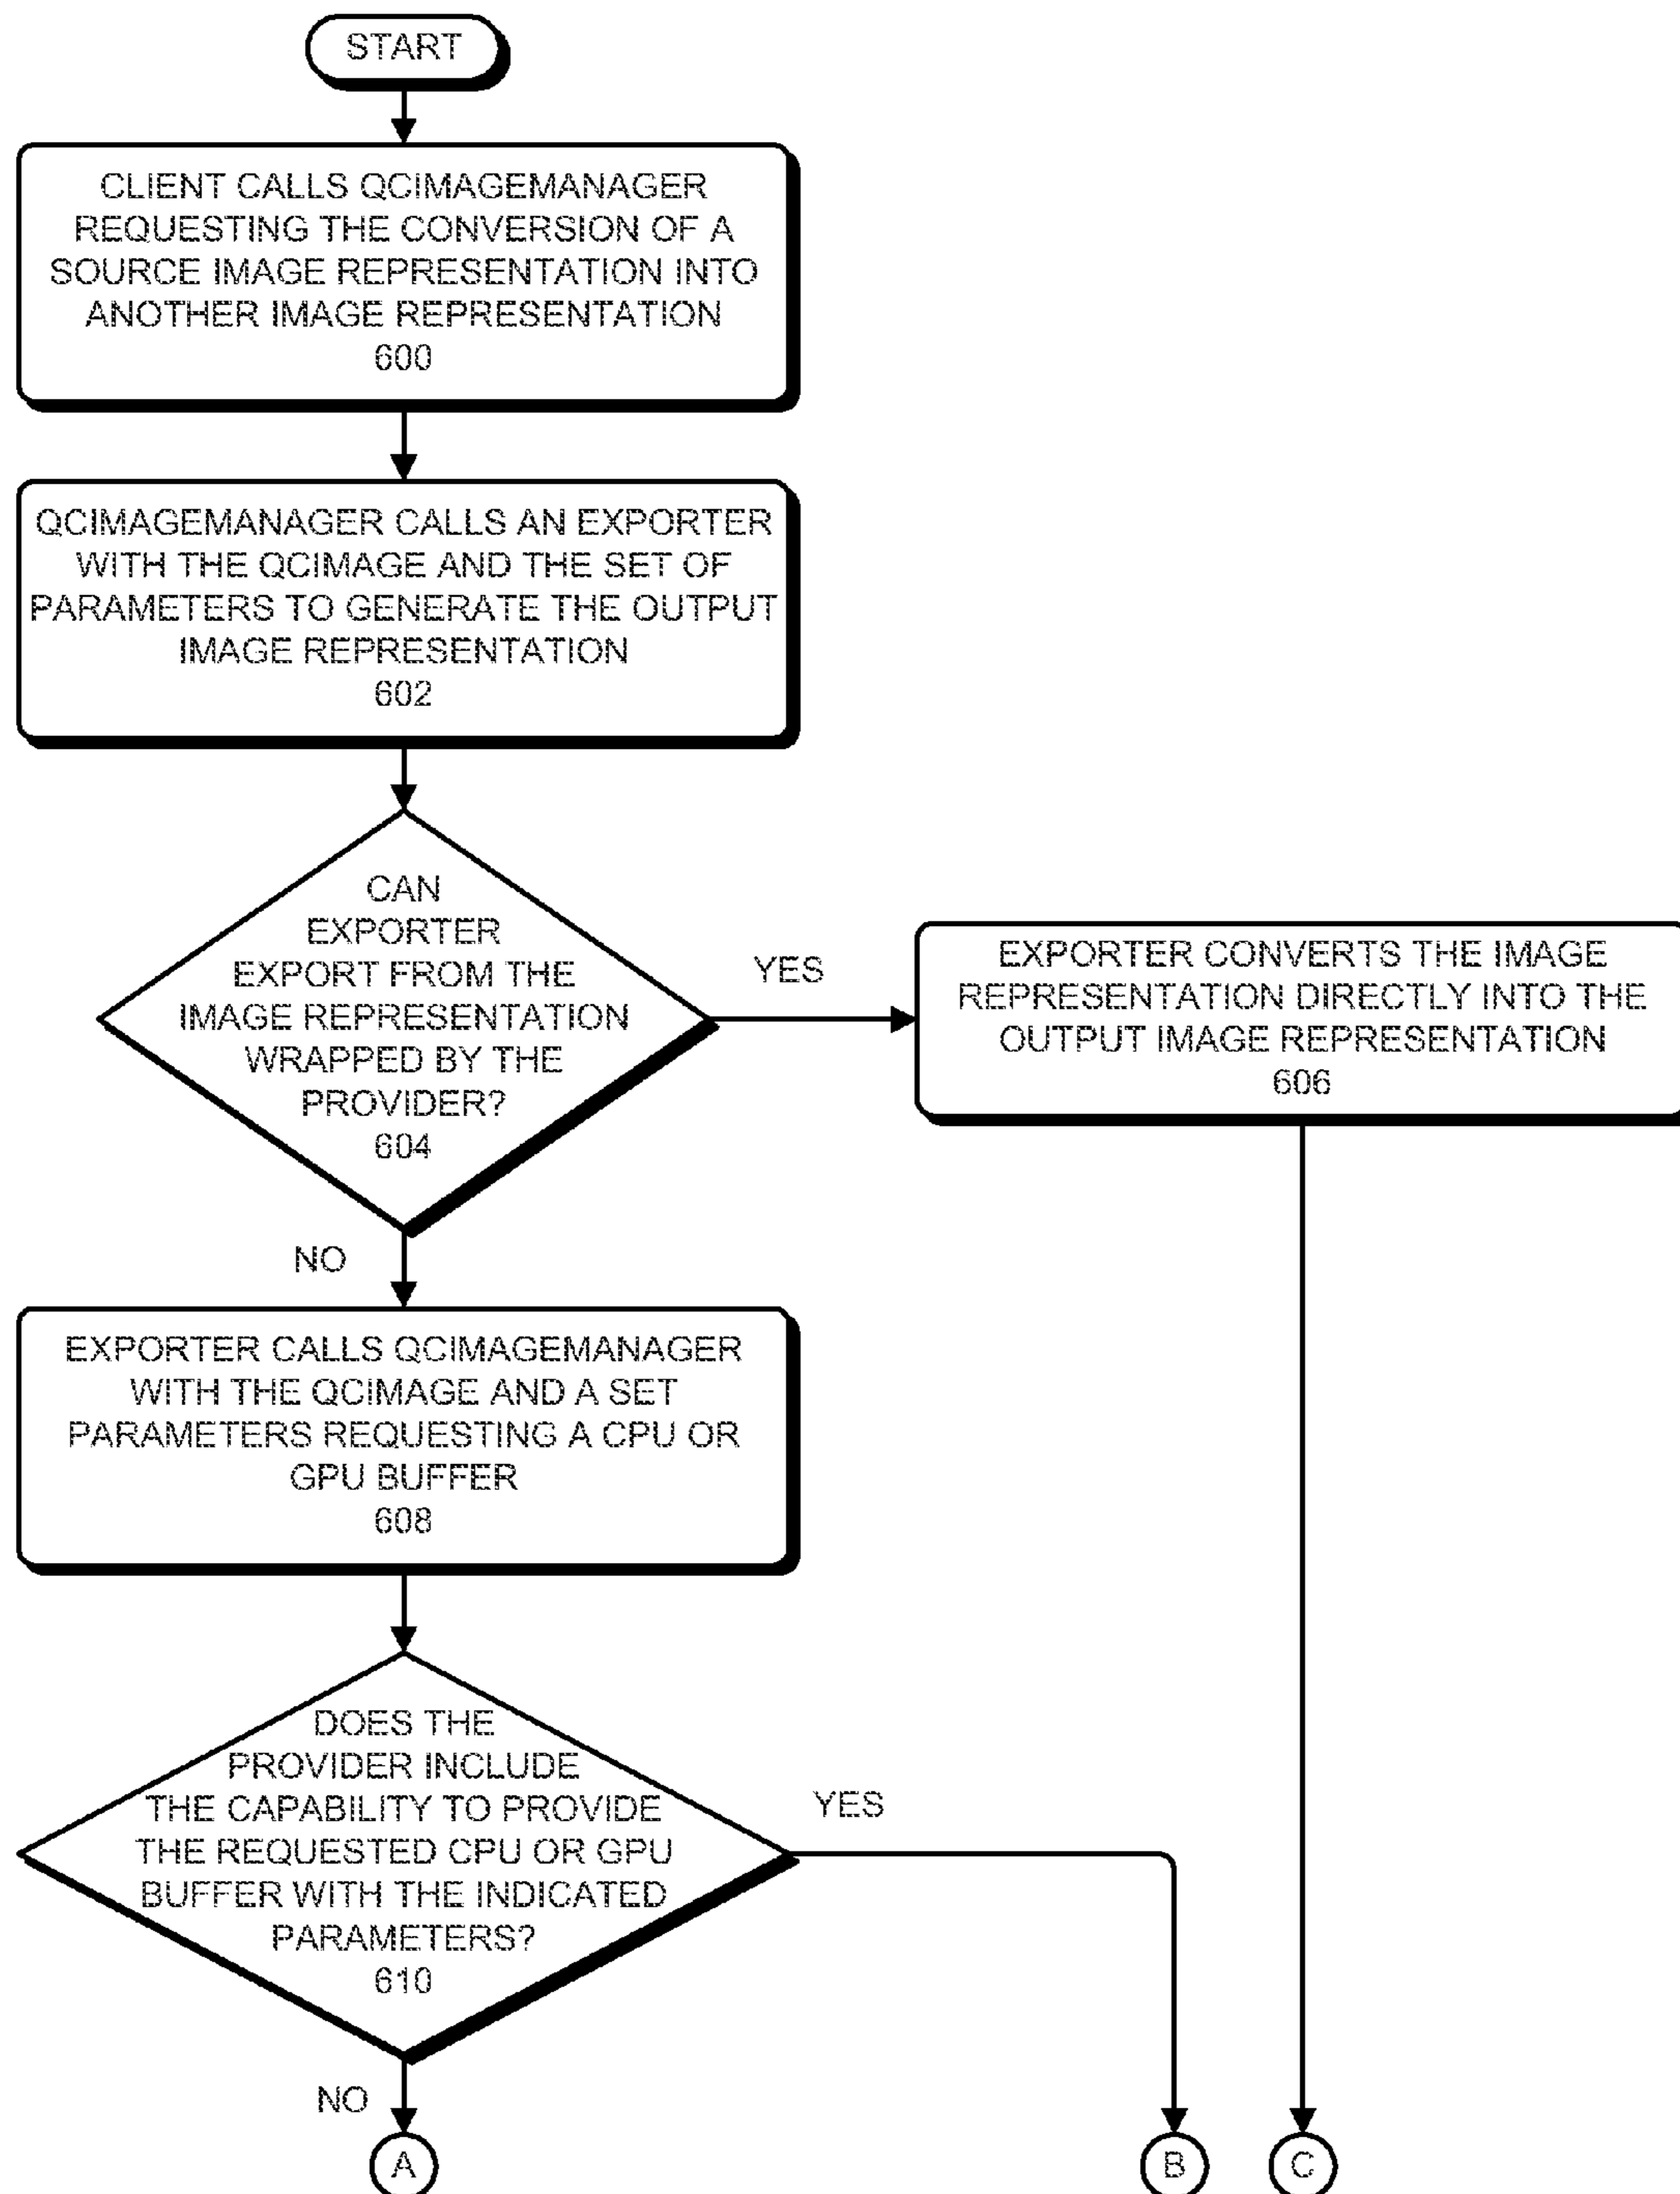 START
CLIENT CALLS QCIMAGEMANAGER
REQUESTING THE CONVERSION OF A
SOURCE IMAGE REPRESENTATION INTO
ANOTHER IMAGE REPRESENTATION
600
QCIMAGEMANAGER CALLS AN EXPORTER
WITH THE QCIMAGE AND THE SET OF
PARAMETERS TO GENERATE THE OUTPUT
IMAGE REPRESENTATION
602
CAN
EXPORTER
EXPORT FROM THE
IMAGE REPRESENTATION
WRAPPED BY THE
PROVIDER?
604
YES
EXPORTER CONVERTS THE IMAGE
REPRESENTATION DIRECTLY INTO THE
OUTPUT IMAGE REPRESENTATION
606
NO
EXPORTER CALLS QCIMAGEMANAGER
WITH THE QCIMAGE AND A SET
PARAMETERS REQUESTING A CPU OR
GPU BUFFER
608
DOES THE
PROVIDER INCLUDE
THE CAPABILITY TO PROVIDE
THE REQUESTED CPU OR GPU
BUFFER WITH THE INDICATED
PARAMETERS?
610
YES
NO
A
B
C